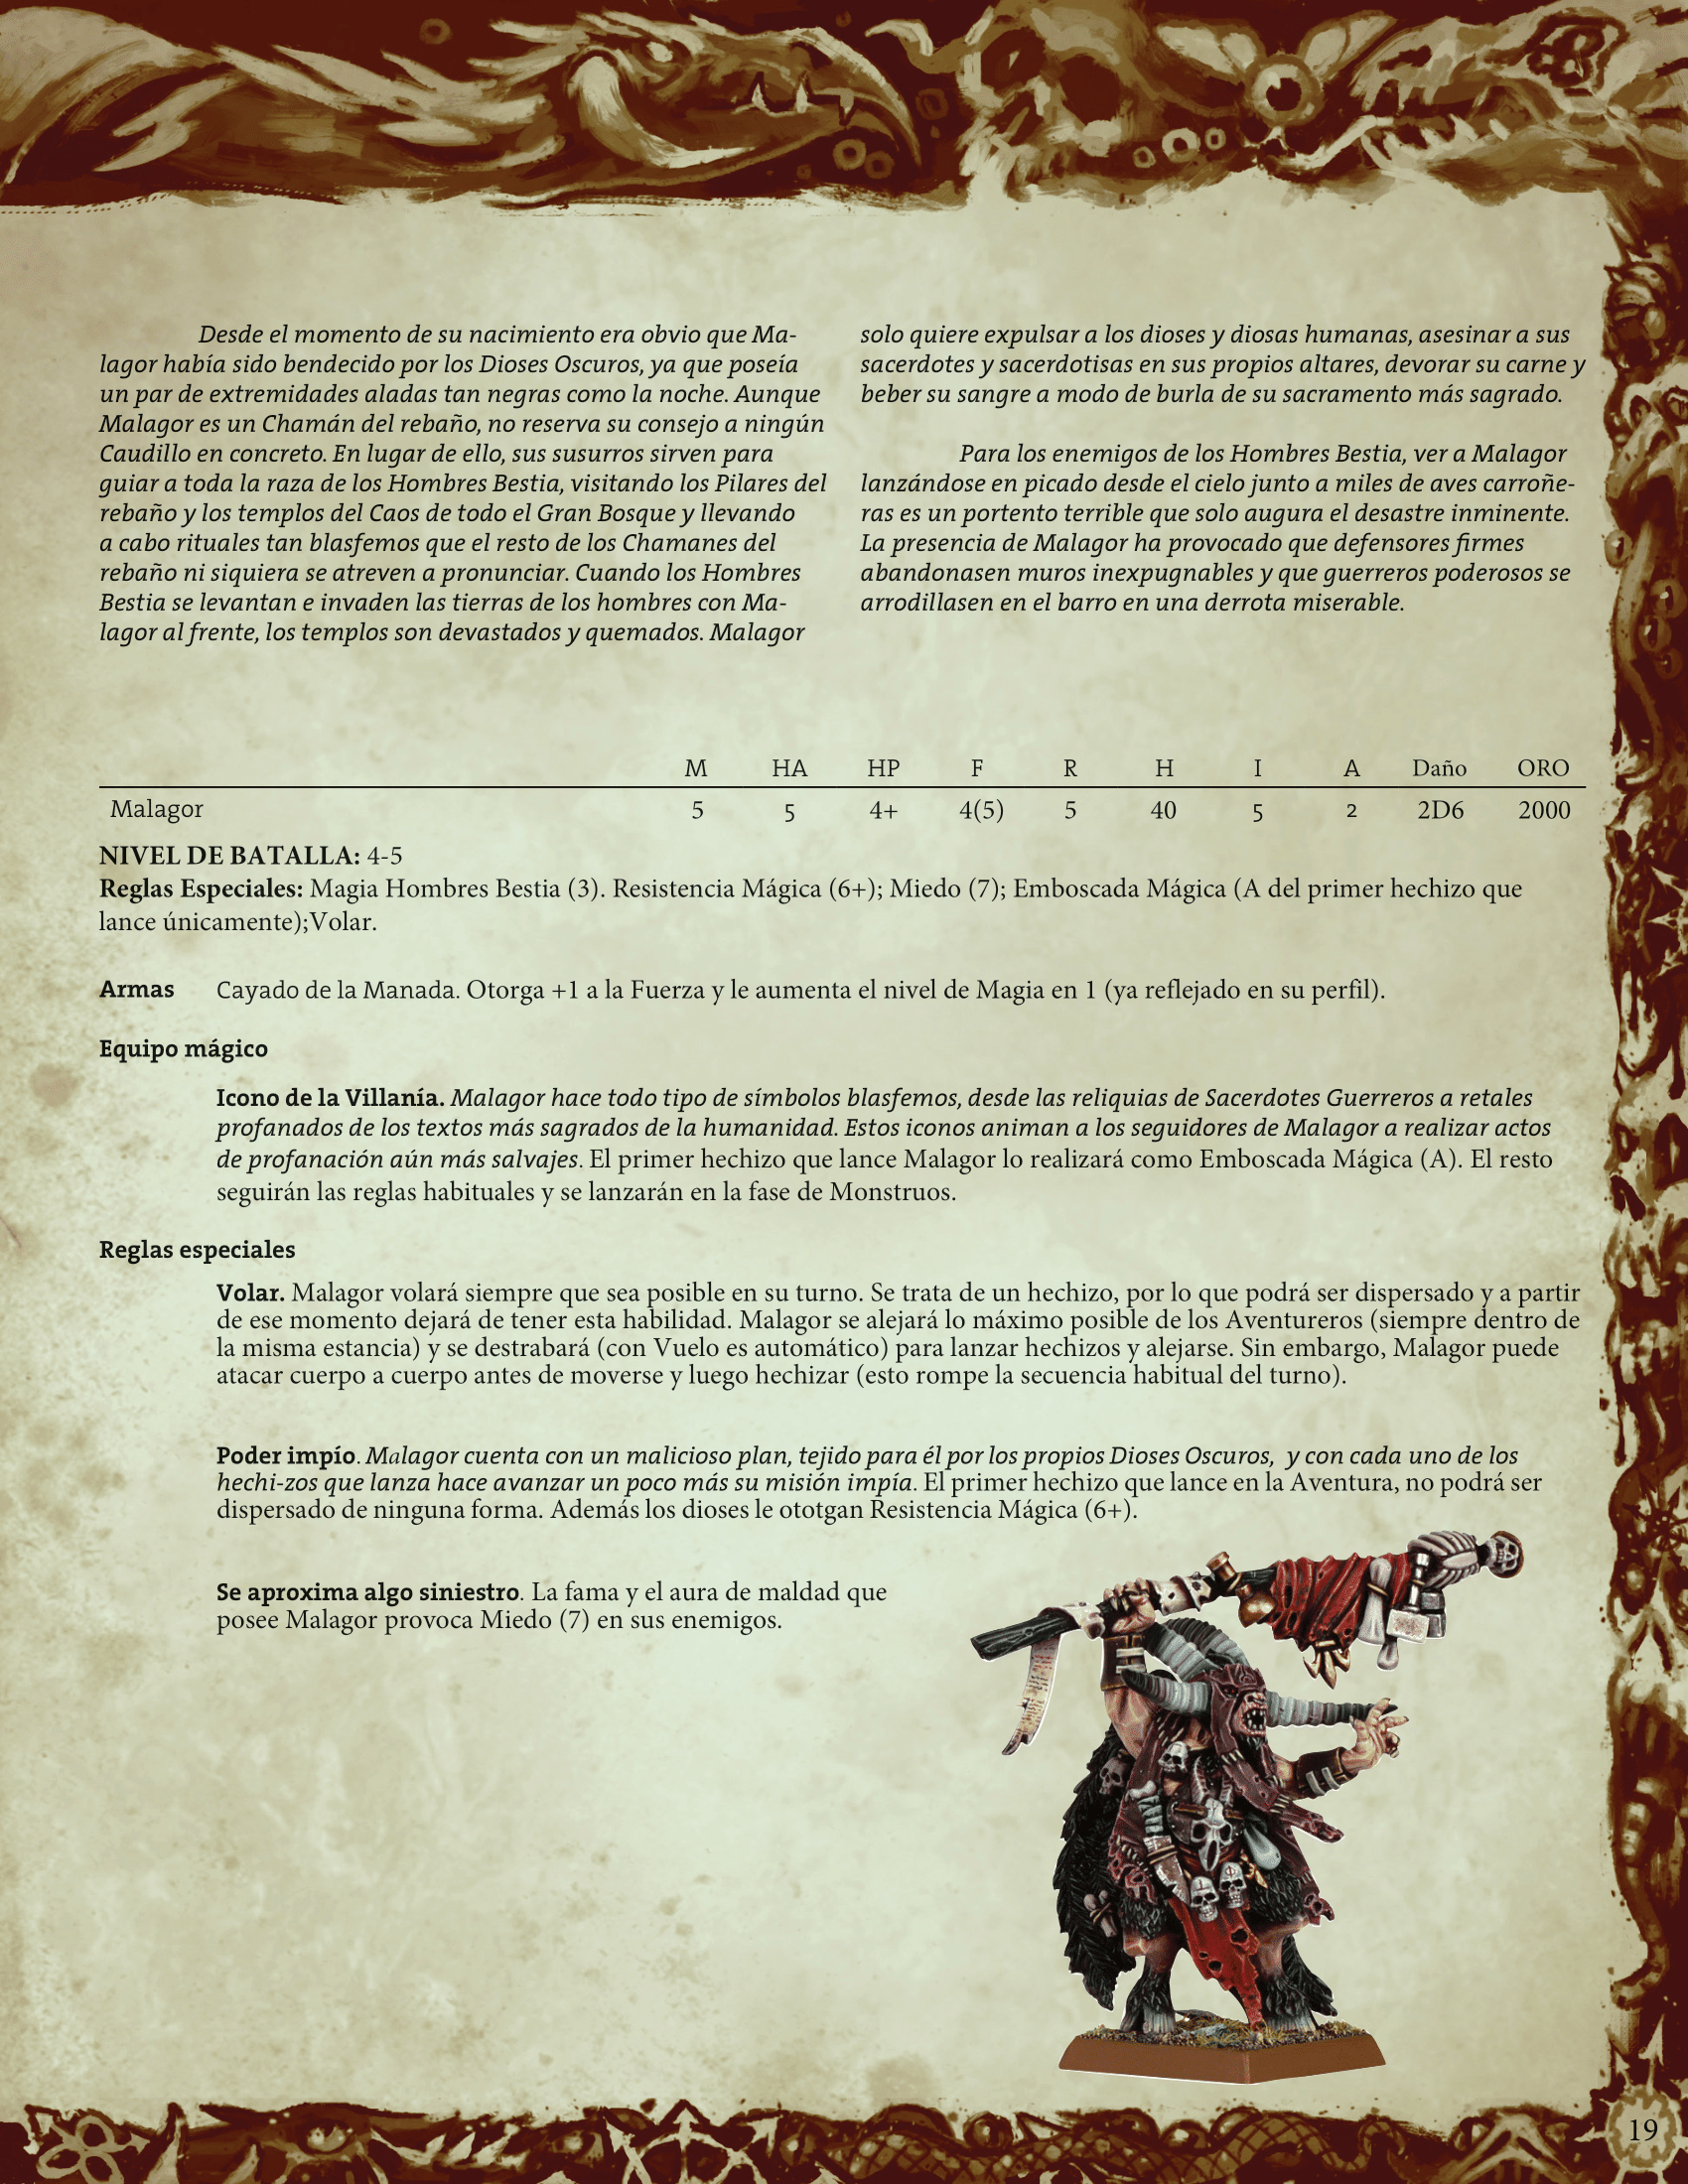 Desde el momento de su nacimiento era obvio que Ma-
lagor había sido bendecido por los Dioses Oscuros, ya que poseía
un par de extremidades aladas tan negras como la noche. Aunque
Malagor es un Chamán del rebaño, no reserva su consejo a ningún
Caudillo en concreto. En lugar de ello, sus susurros sirven para
guiar a toda la raza de los Hombres Bestia, visitando los Pilares del
rebaño y los templos del Caos de todo el Gran Bosque y llevando
a cabo rituales tan blasfemos que el resto de los Chamanes del
rebaño ni siquiera se atreven a pronunciar. Cuando los Hombres
Bestia se levantan e invaden las tierras de los hombres con Ma-
lagor al frente, los templos son devastados y quemados. Malagor
solo quiere expulsar a los dioses y diosas humanas, asesinar a sus
sacerdotes y sacerdotisas en sus propios altares, devorar su carne y
beber su sangre a modo de burla de su sacramento más sagrado.
Para los enemigos de los Hombres Bestia, ver a Malagor
lanzándose en picado desde el cielo junto a miles de aves carroñe-
ras es un portento terrible que solo augura el desastre inminente.
La presencia de Malagor ha provocado que defensores firmes
abandonasen muros inexpugnables y que guerreros poderosos se
arrodillasen en el barro en una derrota miserable.
M HA HP F R H I A Daño ORO
Malagor 5 5 4+ 4(5) 5 40 5 2 2D6 2000
NIVEL DE BATALLA: 4-5
Reglas Especiales: Magia Hombres Bestia (3). Resistencia Mágica (6+); Miedo (7); Emboscada Mágica (A del primer hechizo que
lance únicamente);Volar.
Armas Cayado de la Manada. Otorga +1 a la Fuerza y le aumenta el nivel de Magia en 1 (ya reflejado en su perfil).
Equipo mágico
Icono de la Villanía. Malagor hace todo tipo de símbolos blasfemos, desde las reliquias de Sacerdotes Guerreros a retales
profanados de los textos más sagrados de la humanidad. Estos iconos animan a los seguidores de Malagor a realizar actos
de profanación aún más salvajes. El primer hechizo que lance Malagor lo realizará como Emboscada Mágica (A). El resto
seguirán las reglas habituales y se lanzarán en la fase de Monstruos.
Reglas especiales
Volar. Malagor volará siempre que sea posible en su turno. Se trata de un hechizo, por lo que podrá ser dispersado y a partir
de ese momento dejará de tener esta habilidad. Malagor se alejará lo máximo posible de los Aventureros (siempre dentro de
la misma estancia) y se destrabará (con Vuelo es automático) para lanzar hechizos y alejarse. Sin embargo, Malagor puede
atacar cuerpo a cuerpo antes de moverse y luego hechizar (esto rompe la secuencia habitual del turno).
Poder impío. Malagor cuenta con un malicioso plan, tejido para él por los propios Dioses Oscuros, y con cada uno de los
hechi-zos que lanza hace avanzar un poco más su misión impía. El primer hechizo que lance en la Aventura, no podrá ser
dispersado de ninguna forma. Además los dioses le ototgan Resistencia Mágica (6+).
Se aproxima algo siniestro. La fama y el aura de maldad que
posee Malagor provoca Miedo (7) en sus enemigos.
19